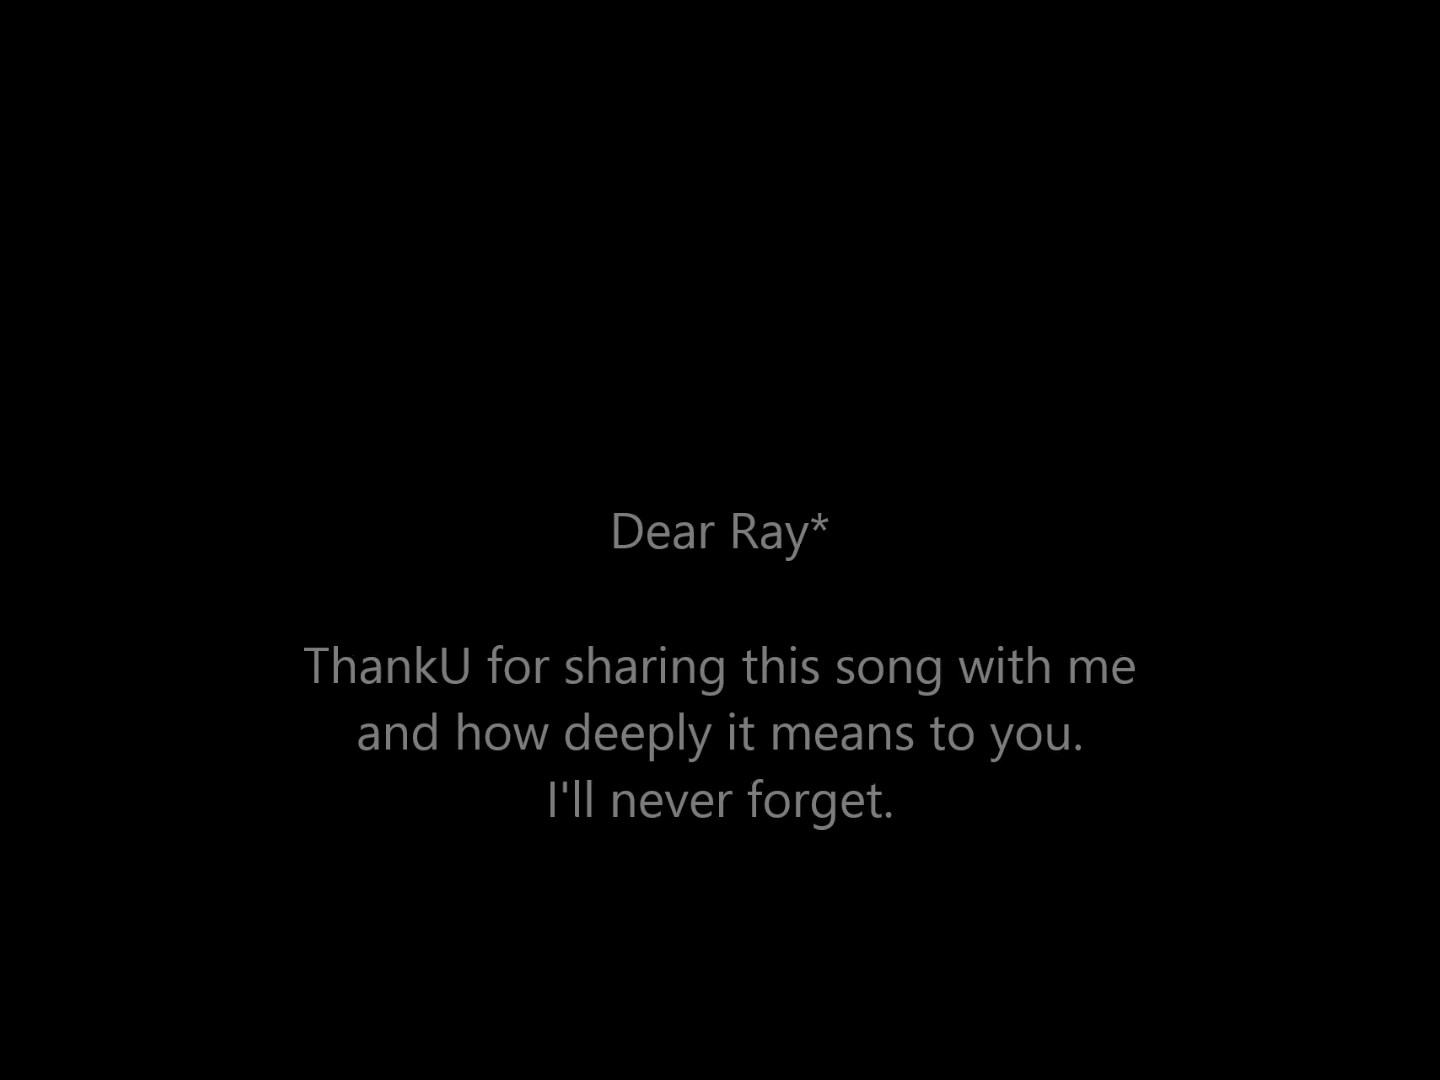 Dear Ray*
ThankU for sharing this song with me
and how deeply it means to you.
I'll never forget.